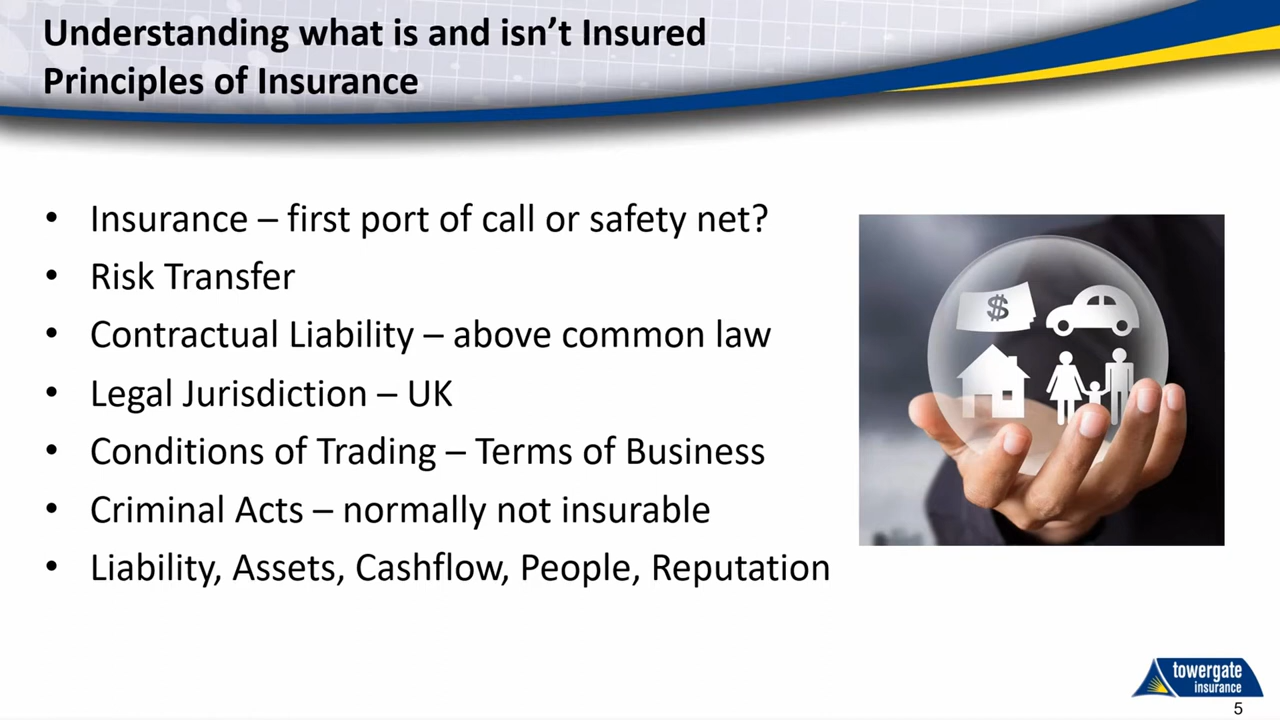 Understanding what is and isn’t Insured
Principles of Insurance
• Insurance – first port of call or safety net?
• Risk Transfer
• Contractual Liability – above common law
• Legal Jurisdiction – UK
• Conditions of Trading – Terms of Business
• Criminal Acts – normally not insurable
• Liability, Assets, Cashflow, People, Reputation
$
towergate
insurance
5